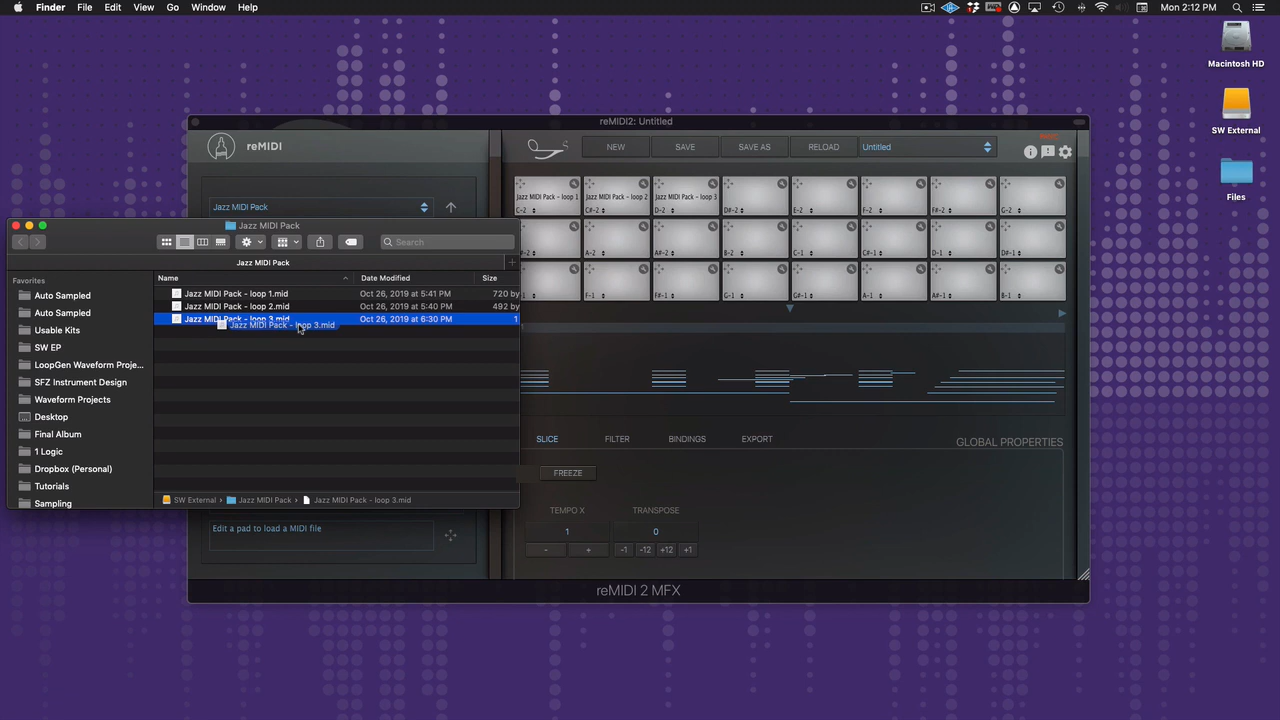 Finder File Edit View Go Window Help Mon 2:12 PM
Macintosh HD
SW External
Files
reMIDI2: Untitled
reMIDI
NEW SAVE SAVE AS RELOAD Untitled
Jazz MIDI Pack
Jazz MIDI Pack - loop 1 Jazz MIDI Pack - loop 2 Jazz MIDI Pack - loop 3
C-2 C#-2 D-2 D#-2 E-2 F-2 F#-2 G-2
G#-2 A-2 A#-2 B-2 C-1 C#-1 D-1 D#-1
E-1 F-1 F#-1 G-1 G#-1 A-1 A#-1 B-1
Jazz MIDI Pack
Search
Jazz MIDI Pack
Favorites
Auto Sampled
Auto Sampled
Usable Kits
SW EP
LoopGen Waveform Proje...
SFZ Instrument Design
Waveform Projects
Desktop
Final Album
1 Logic
Dropbox (Personal)
Tutorials
Sampling
Name Date Modified Size
Jazz MIDI Pack - loop 1.mid Oct 26, 2019 at 5:41 PM 720 by
Jazz MIDI Pack - loop 2.mid Oct 26, 2019 at 5:40 PM 492 by
Jazz MIDI Pack - loop 3.mid Oct 26, 2019 at 6:30 PM 1
Jazz MIDI Pack - loop 3.mid
SW External › Jazz MIDI Pack › Jazz MIDI Pack - loop 3.mid
SLICE FILTER BINDINGS EXPORT GLOBAL PROPERTIES
FREEZE
TEMPO X TRANSPOSE
1 0
- + -1 -12 +12 +1
Edit a pad to load a MIDI file
reMIDI 2 MFX